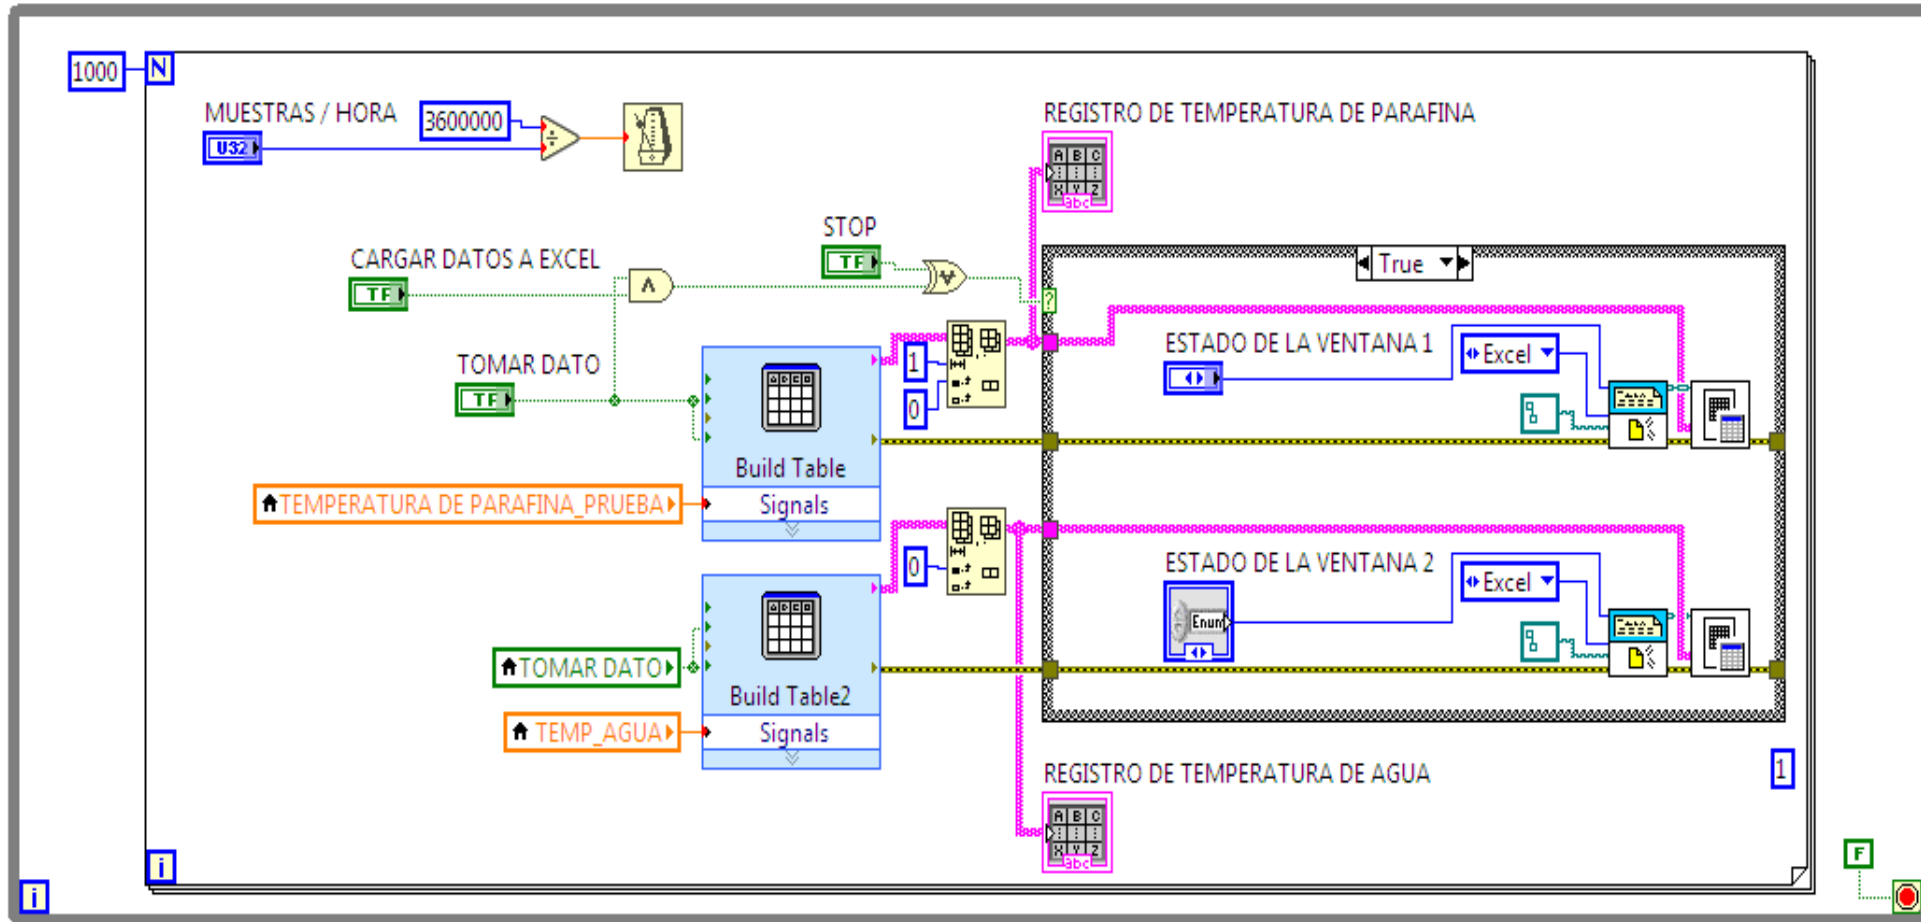 1000
N
MUESTRAS / HORA
3600000
U32
REGISTRO DE TEMPERATURA DE PARAFINA
A B C
X Y Z
abc
STOP
TF
True
CARGAR DATOS A EXCEL
TF
?
TOMAR DATO
TF
1
0
ESTADO DE LA VENTANA 1
Excel
Build Table
Signals
TEMPERATURA DE PARAFINA_PRUEBA
0
ESTADO DE LA VENTANA 2
Excel
Enum
TOMAR DATO
Build Table2
Signals
TEMP_AGUA
REGISTRO DE TEMPERATURA DE AGUA
1
A B C
X Y Z
abc
i
F
i